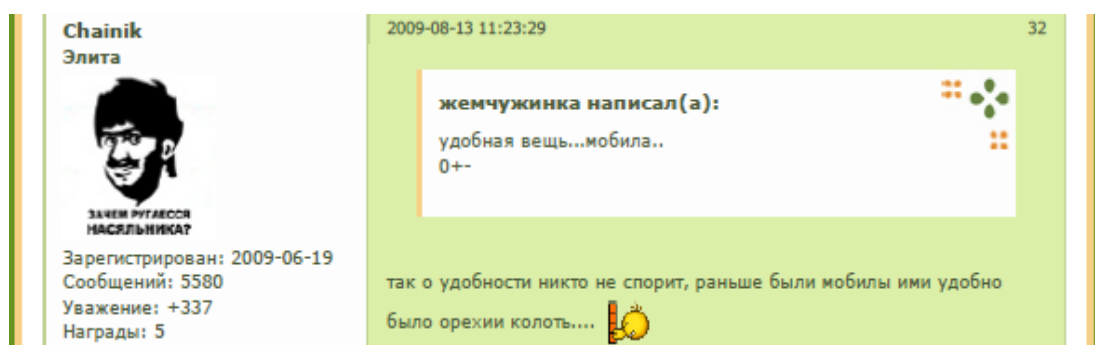 Chainik
Элита
ЗАЧЕМ РУГАЕССЯ
НАСЯЛЬНИКА?
Зарегистрирован: 2009-06-19
Сообщений: 5580
Уважение: +337
Награды: 5
2009-08-13 11:23:29 32
жемчужинка написал(а):
удобная вещь...мобила..
0+-
так о удобности никто не спорит, раньше были мобилы ими удобно
было орехии колоть....